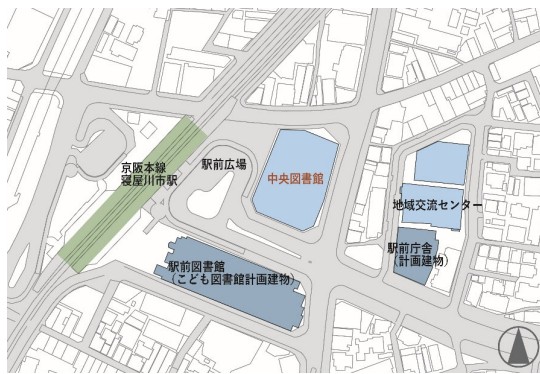 京阪本線
寝屋川市駅
駅前広場
中央図書館
地域交流センター
駅前庁舎
（計画建物）
駅前図書館
（こども図書館計画建物）